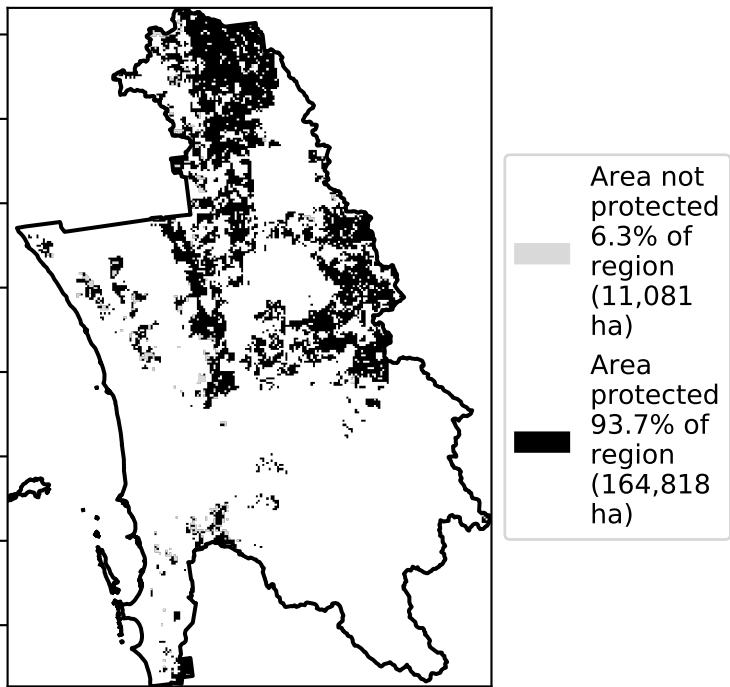 Area not
protected
6.3% of
region
(11,081
ha)
Area
protected
93.7% of
region
(164,818
ha)